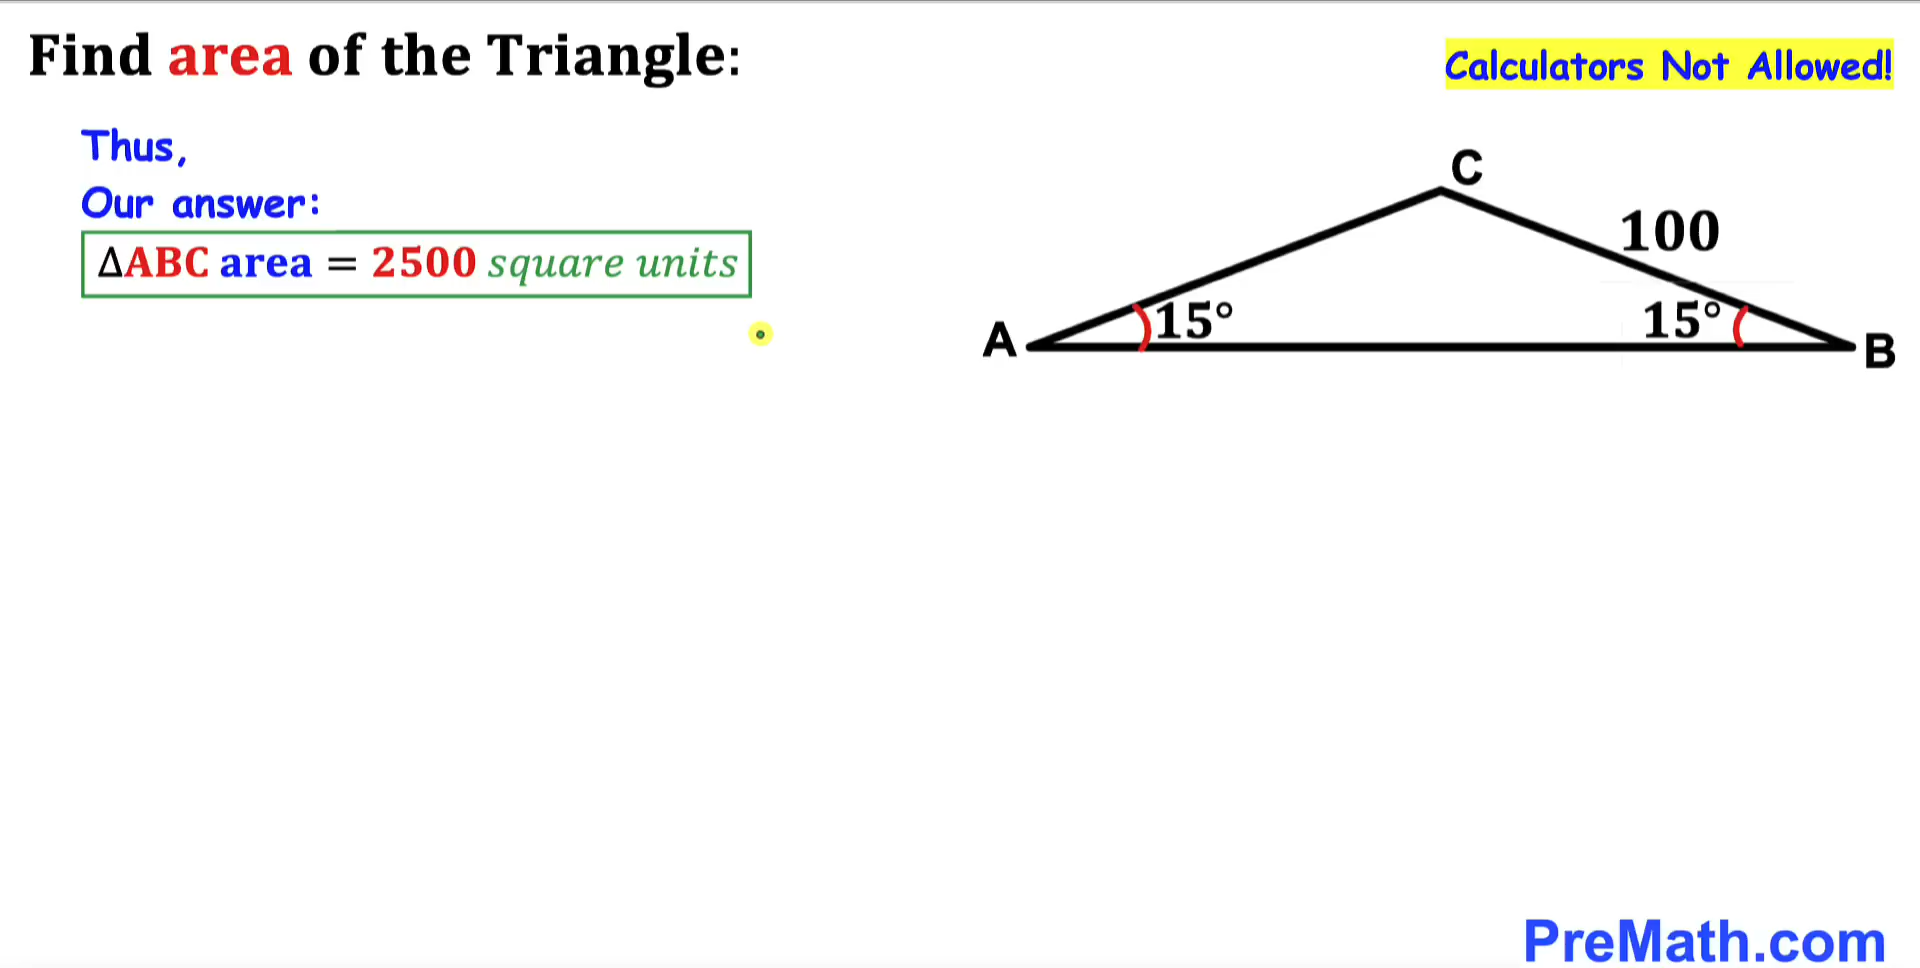 Find area of the Triangle:
Calculators Not Allowed!
Thus,
Our answer:
ΔABC area = 2500 square units
C
100
15°
15°
A
B
PreMath.com